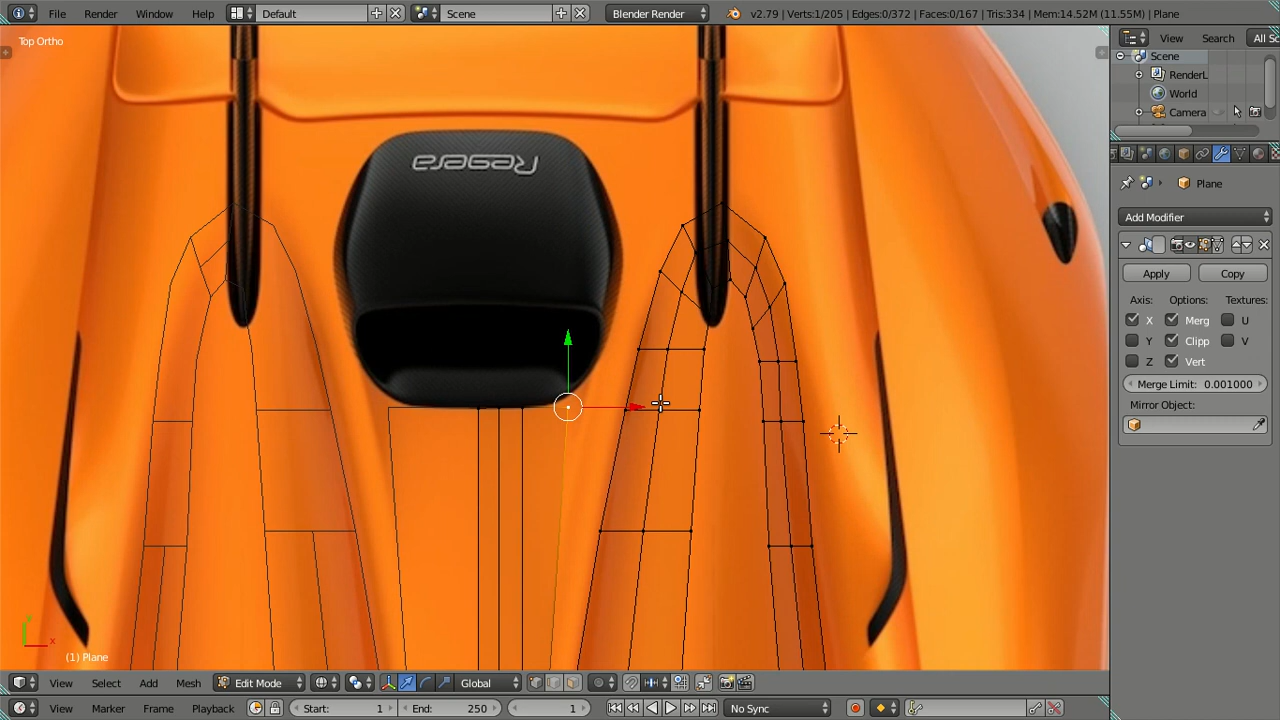 File Render Window Help Default Scene Blender Render v2.79 | Verts:1/205 | Edges:0/372 | Faces:0/167 | Tris:334 | Mem:14.52M (11.55M) | Plane
Top Ortho
View Search All Sc
Scene
RenderL
World
Camera
Regera
Plane
Add Modifier
Apply Copy
Axis: Options: Textures:
X Merg U
Y Clipp V
Z Vert
Merge Limit: 0.001000
Mirror Object:
y
x
(1) Plane
View Select Add Mesh Edit Mode Global
View Marker Frame Playback Start: 1 End: 250 1 No Sync